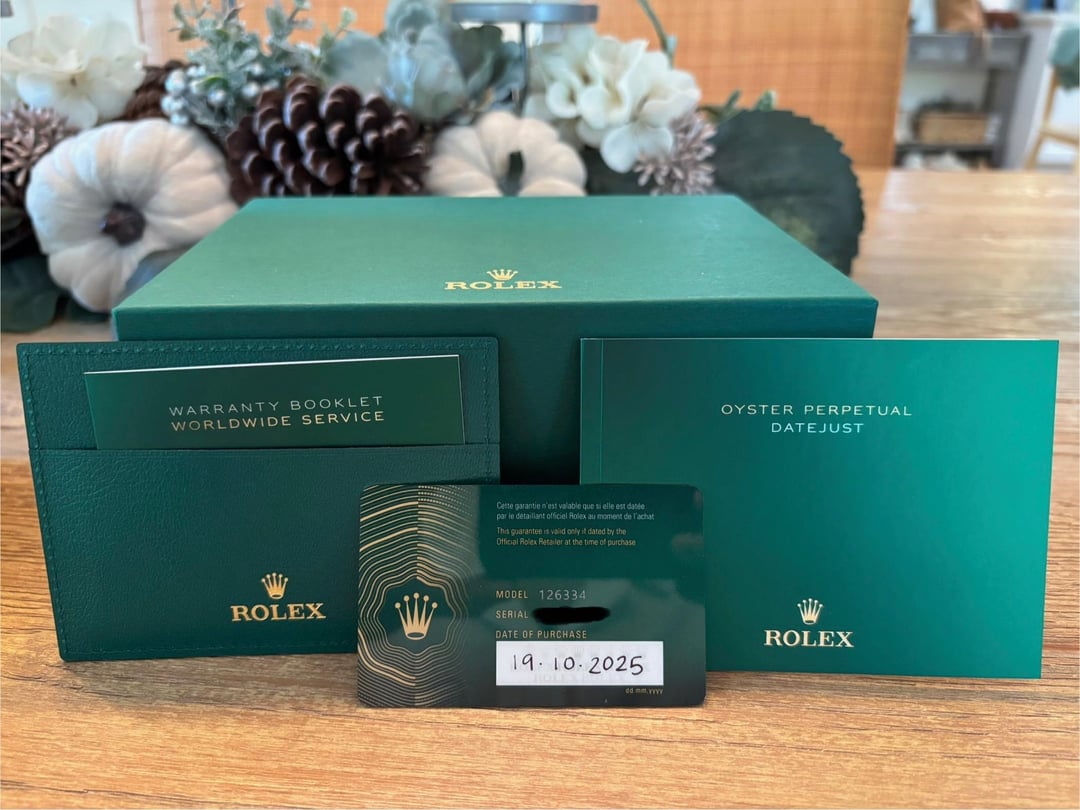 ROLEX
WARRANTY BOOKLET
WORLDWIDE SERVICE
ROLEX
OYSTER PERPETUAL
DATEJUST
ROLEX
Cette garantie n'est valable que si elle est datée
par le détaillant officiel Rolex au moment de l'achat
This guarantee is valid only if dated by the
Official Rolex Retailer at the time of purchase
MODEL 126334
SERIAL
DATE OF PURCHASE
19.10.2025
dd mm.yyyy